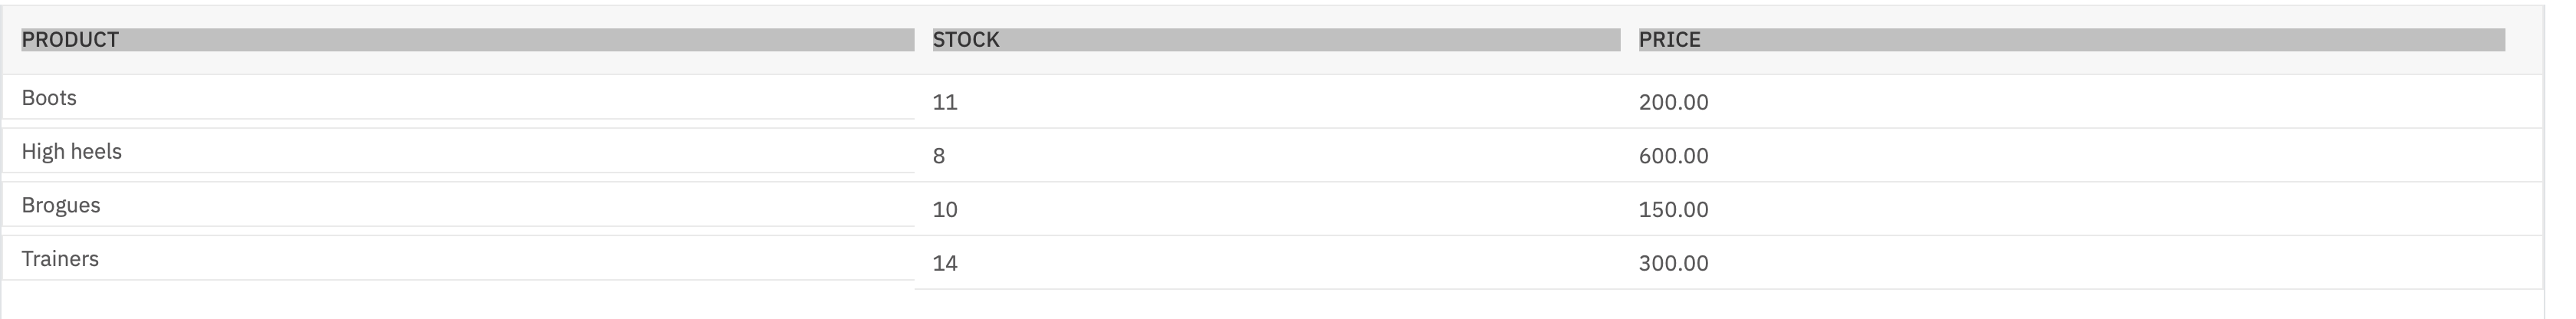 PRODUCT STOCK PRICE
Boots 11 200.00
High heels 8 600.00
Brogues 10 150.00
Trainers 14 300.00